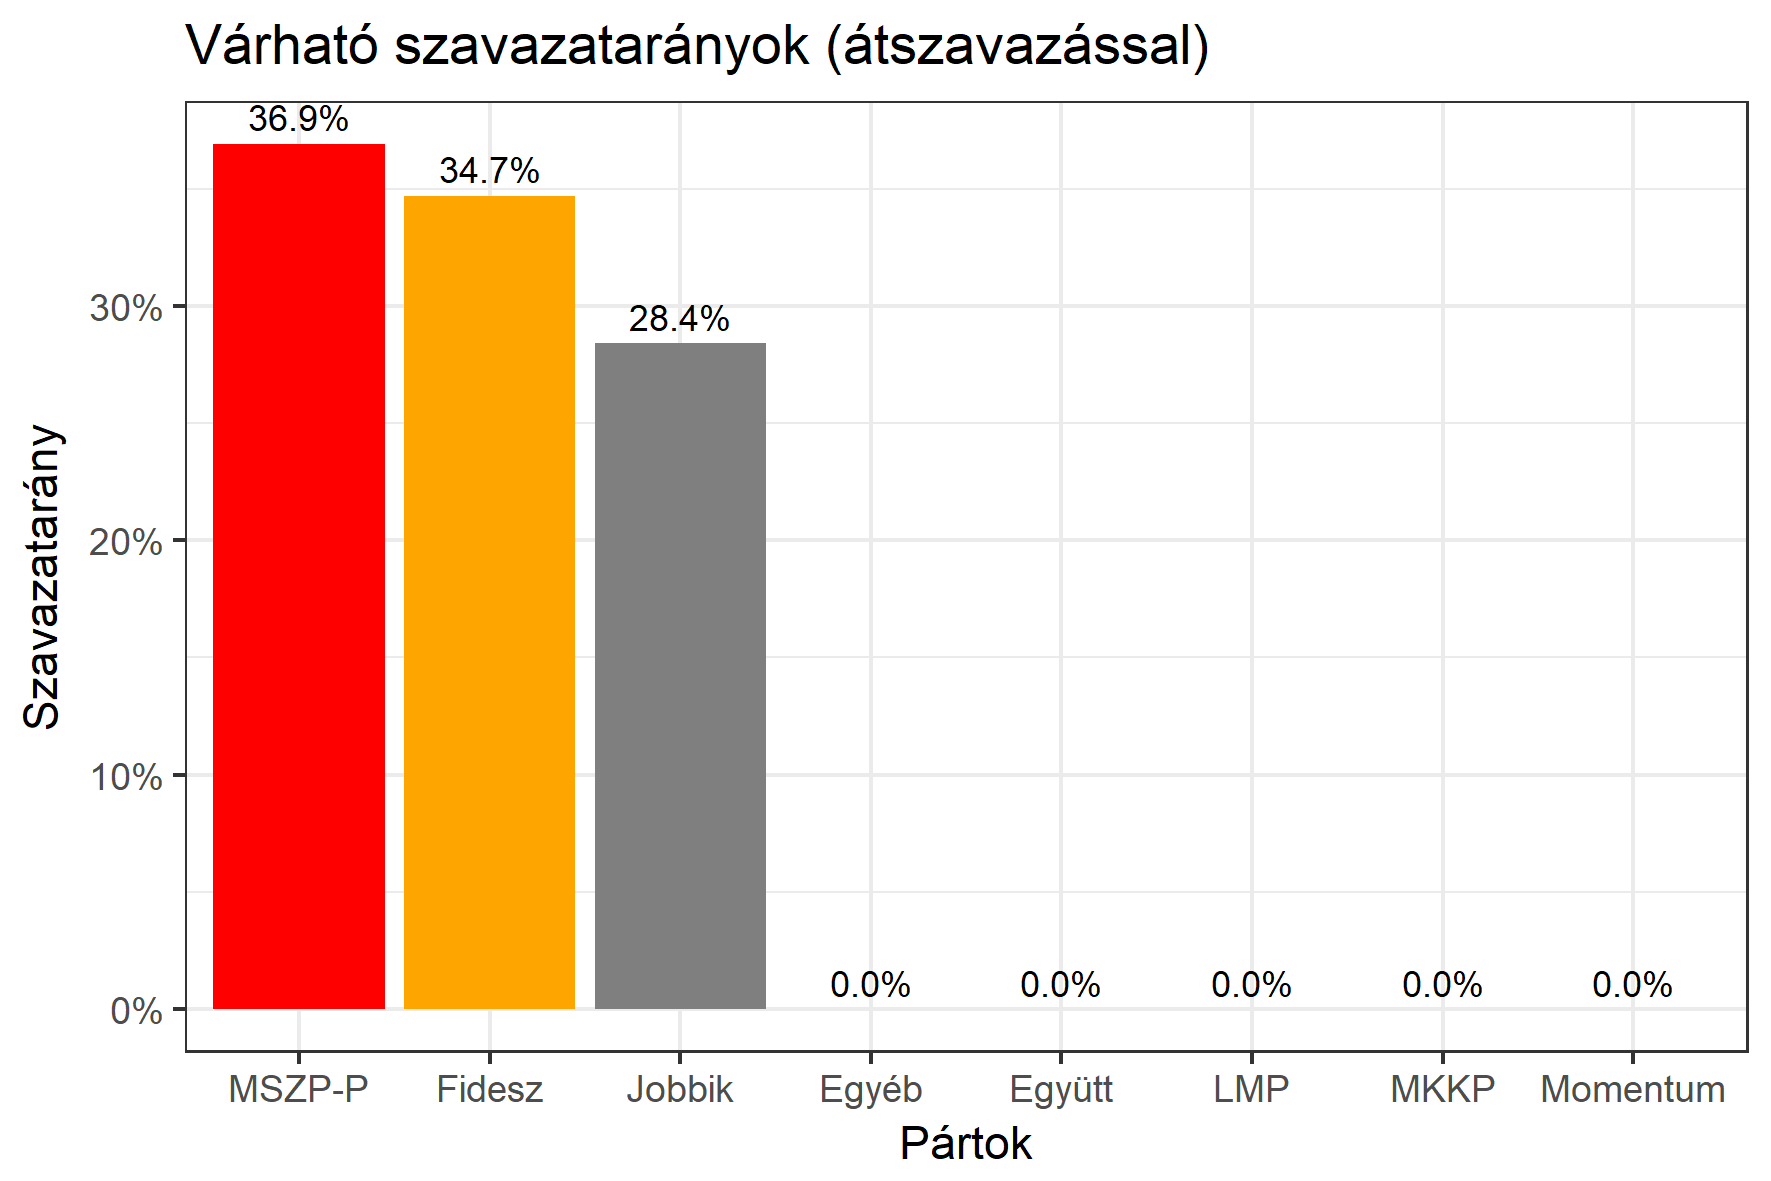 Várható szavazatarányok (átszavazással)
36.9%
34.7%
28.4%
0.0% 0.0% 0.0% 0.0% 0.0%
30%
20%
10%
0%
Szavazatarány
MSZP-P Fidesz Jobbik Egyéb Együtt LMP MKKP Momentum
Pártok